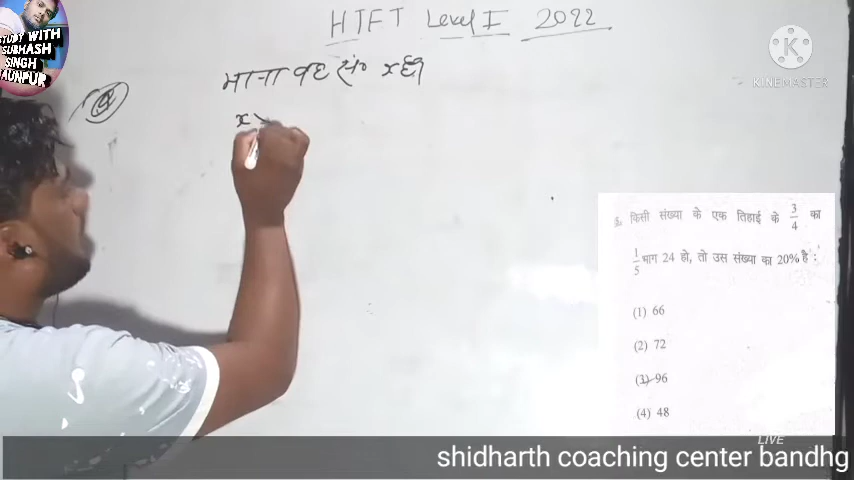 STUDY WITH
SUBHASH
SINGH
JAUNPUR
HTET Level I 2022
KINEMASTER
माना वह सं० x है।
x ×
किसी संख्या के एक तिहाई के 3/4 का
1/5 भाग 24 हो, तो उस संख्या का 20% है :
(1) 66
(2) 72
(3) 96
(4) 48
LIVE
shidharth coaching center bandhg